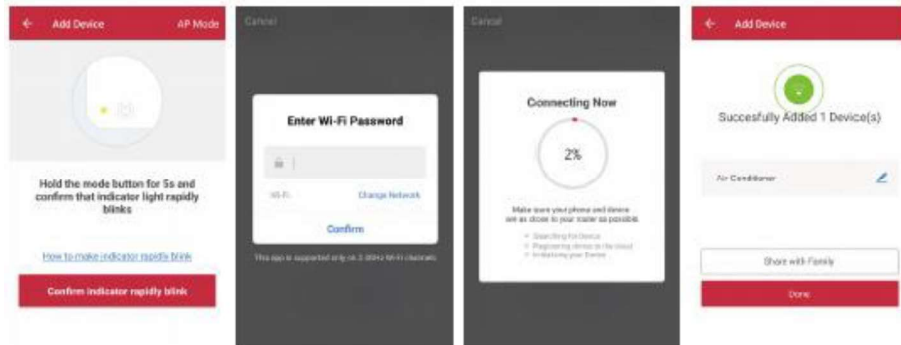 Add Device
AP Mode
Hold the mode button for 5s and
confirm that indicator light rapidly
blinks
How to make indicator rapidly blink
Confirm indicator rapidly blink
Cancel
Enter Wi-Fi Password
Wi-Fi
Change Network
Confirm
This app is supported only on 2.4GHz Wi-Fi channels
Cancel
Connecting Now
2%
Make sure your phone and device
are as close to your router as possible
Searching for device
Registering device to the cloud
Initializing your device
Add Device
Succesfully Added 1 Device(s)
Air Conditioner
Share with Family
Done